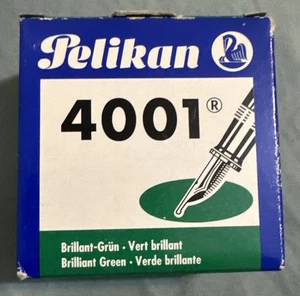 Pelikan
4001®
Brillant-Grün · Vert brillant
Brilliant Green · Verde brillante